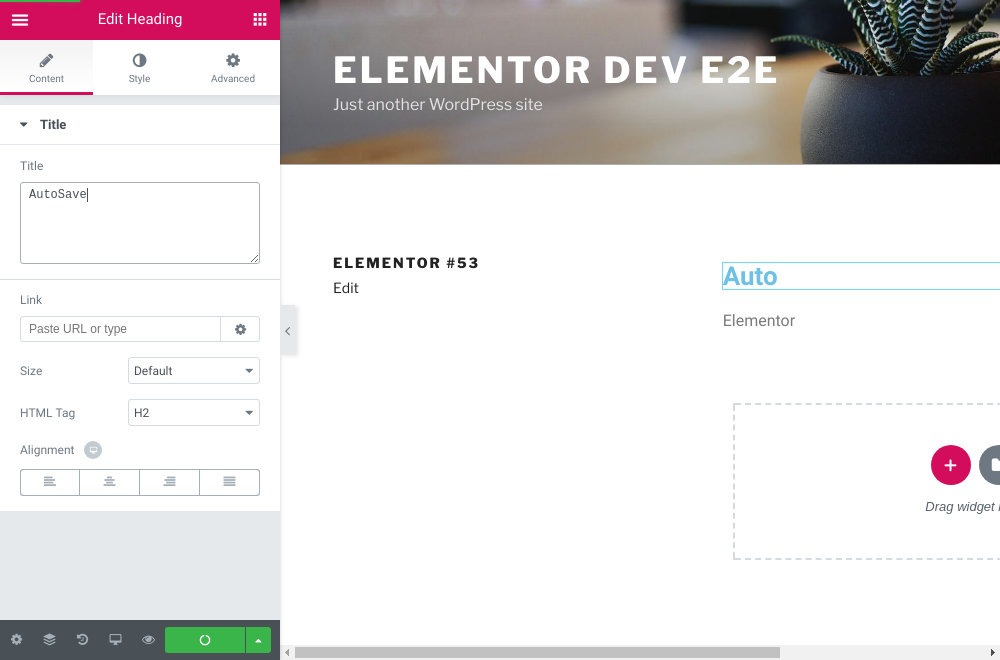 Edit Heading
Content
Style
Advanced
Title
Title
AutoSave
Link
Paste URL or type
Size
Default
HTML Tag
H2
Alignment
ELEMENTOR DEV E2E
Just another WordPress site
ELEMENTOR #53
Edit
Auto
Elementor
Drag widget